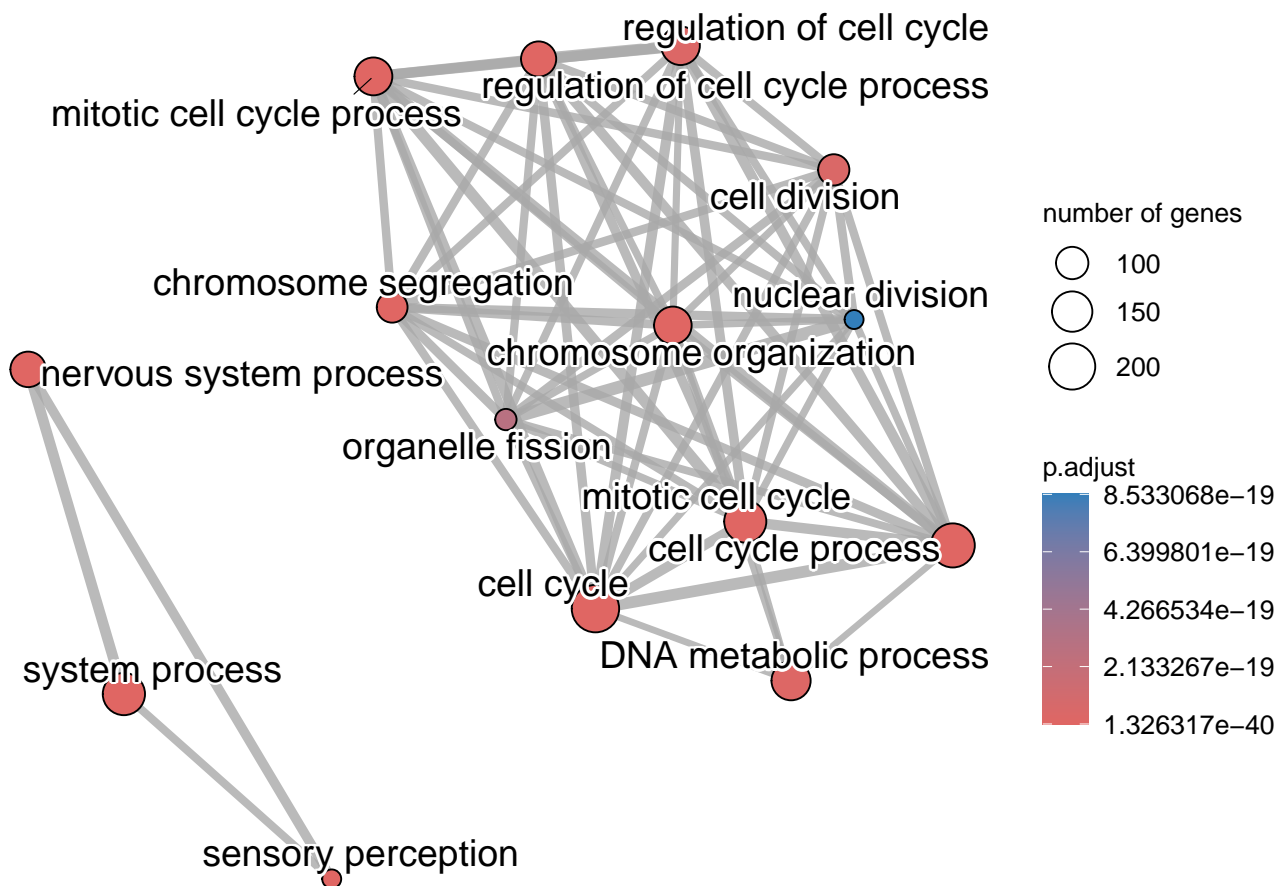 regulation of cell cycle
regulation of cell cycle process
mitotic cell cycle process
cell division
chromosome segregation
nuclear division
chromosome organization
nervous system process
organelle fission
mitotic cell cycle
cell cycle process
cell cycle
DNA metabolic process
system process
sensory perception
number of genes
100
150
200
p.adjust
8.533068e−19
6.399801e−19
4.266534e−19
2.133267e−19
1.326317e−40